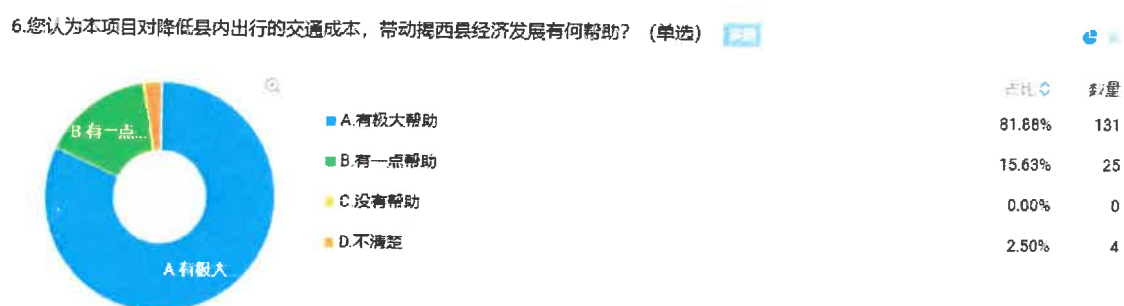 6.您认为本项目对降低县内出行的交通成本，带动揭西县经济发展有何帮助？ (单选)
占比 数量
A.有极大帮助 81.88% 131
B.有一点帮助 15.63% 25
C.没有帮助 0.00% 0
D.不清楚 2.50% 4
B 有一点...
A 有极大